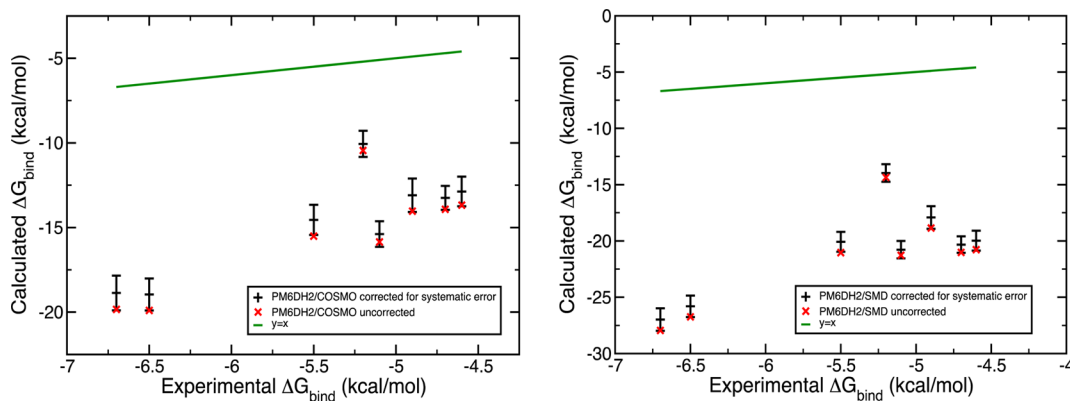 Calculated ΔG_bind (kcal/mol)
-5
-10
-15
-20
PM6DH2/COSMO corrected for systematic error
PM6DH2/COSMO uncorrected
y=x
-7 -6.5 -6 -5.5 -5 -4.5
Experimental ΔG_bind (kcal/mol)
Calculated ΔG_bind (kcal/mol)
0
-5
-10
-15
-20
-25
-30
PM6DH2/SMD corrected for systematic error
PM6DH2/SMD uncorrected
y=x
-7 -6.5 -6 -5.5 -5 -4.5 -4
Experimental ΔG_bind (kcal/mol)